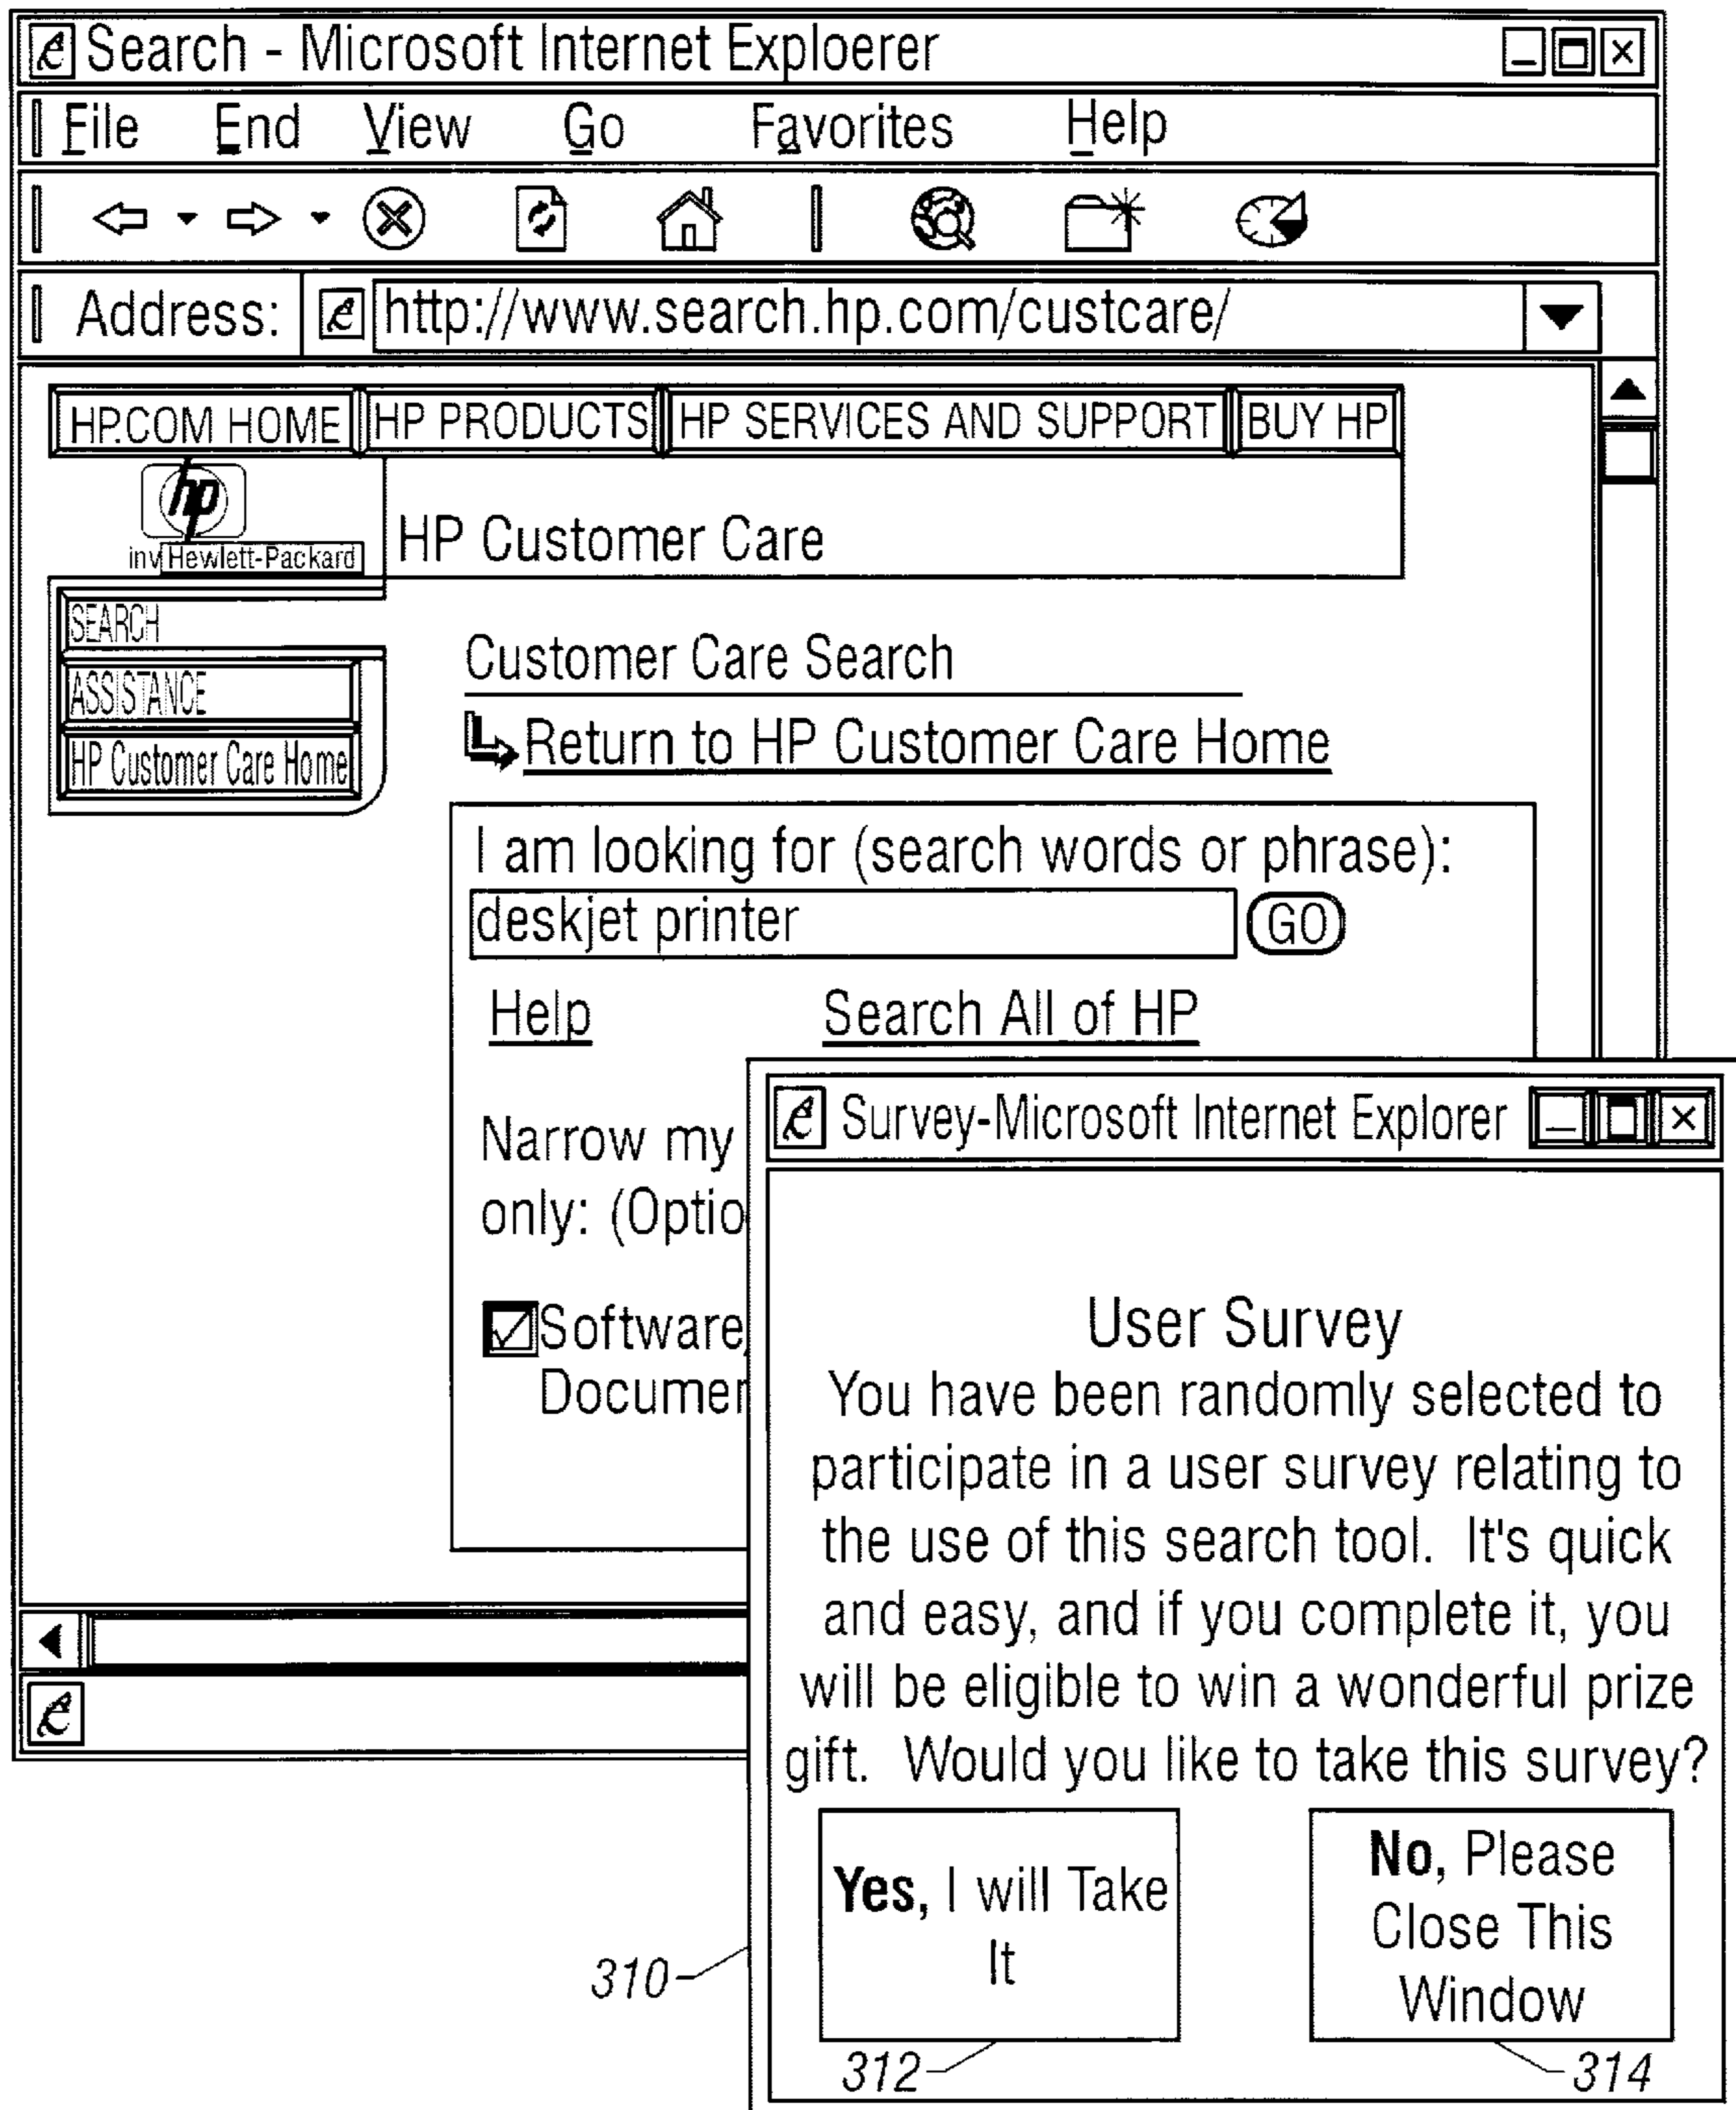 Search - Microsoft Internet Exploerer
File End View Go Favorites Help
Address: http://www.search.hp.com/custcare/
HP.COM HOME HP PRODUCTS HP SERVICES AND SUPPORT BUY HP
hp
inv Hewlett-Packard
HP Customer Care
SEARCH
ASSISTANCE
HP Customer Care Home
Customer Care Search
Return to HP Customer Care Home
I am looking for (search words or phrase):
deskjet printer GO
Help Search All of HP
Narrow my
only: (Optio
Software,
Documen
Survey-Microsoft Internet Explorer
User Survey
You have been randomly selected to
participate in a user survey relating to
the use of this search tool. It's quick
and easy, and if you complete it, you
will be eligible to win a wonderful prize
gift. Would you like to take this survey?
Yes, I will Take
It
No, Please
Close This
Window
310
312
314